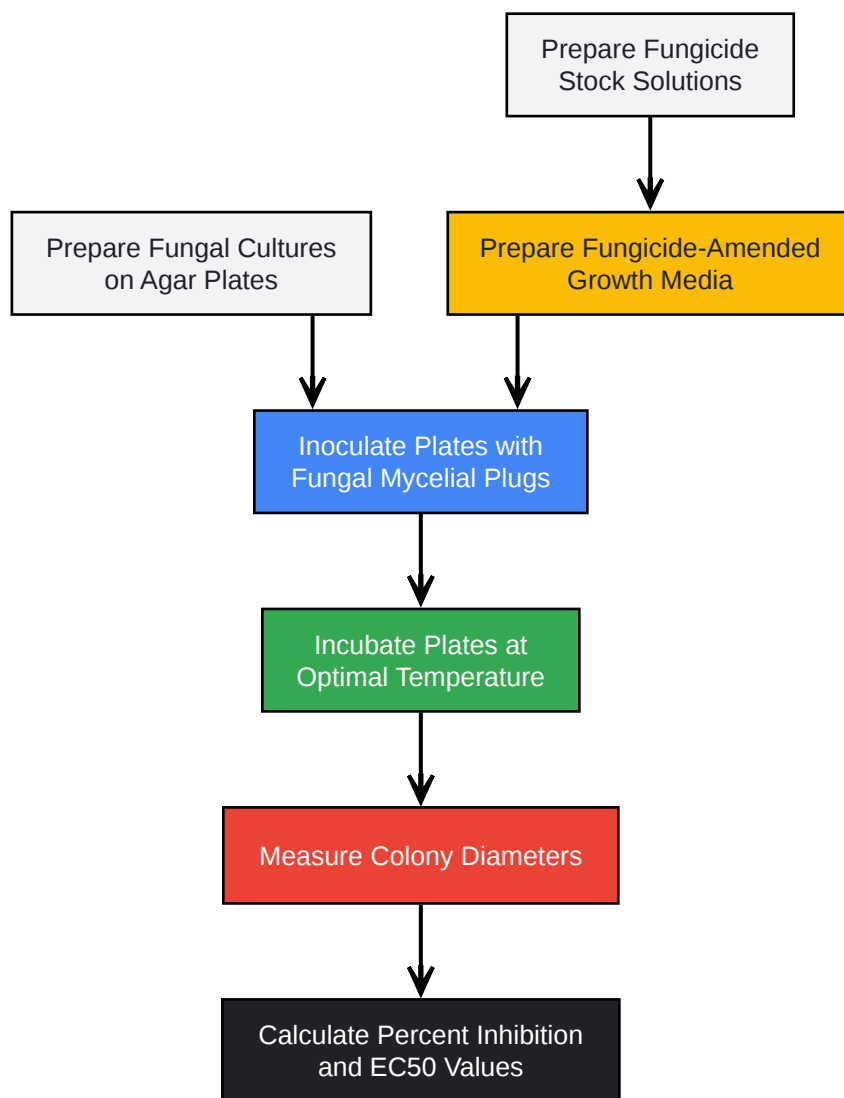 Prepare Fungicide
Stock Solutions
Prepare Fungal Cultures
on Agar Plates
Prepare Fungicide-Amended
Growth Media
Inoculate Plates with
Fungal Mycelial Plugs
Incubate Plates at
Optimal Temperature
Measure Colony Diameters
Calculate Percent Inhibition
and EC50 Values